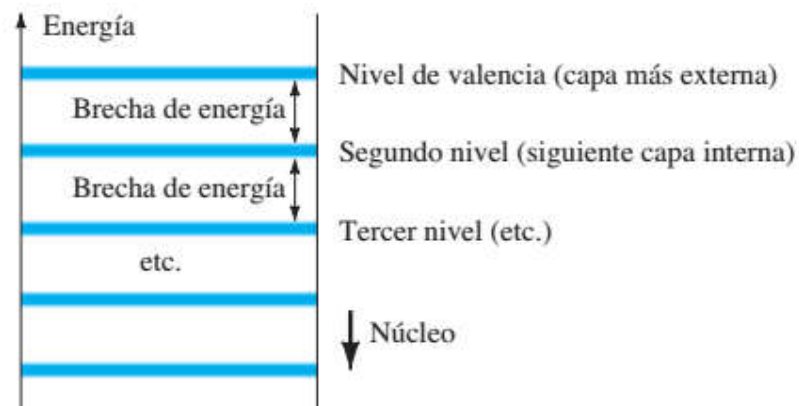 Energía
Nivel de valencia (capa más externa)
Brecha de energía
Segundo nivel (siguiente capa interna)
Brecha de energía
Tercer nivel (etc.)
etc.
Núcleo